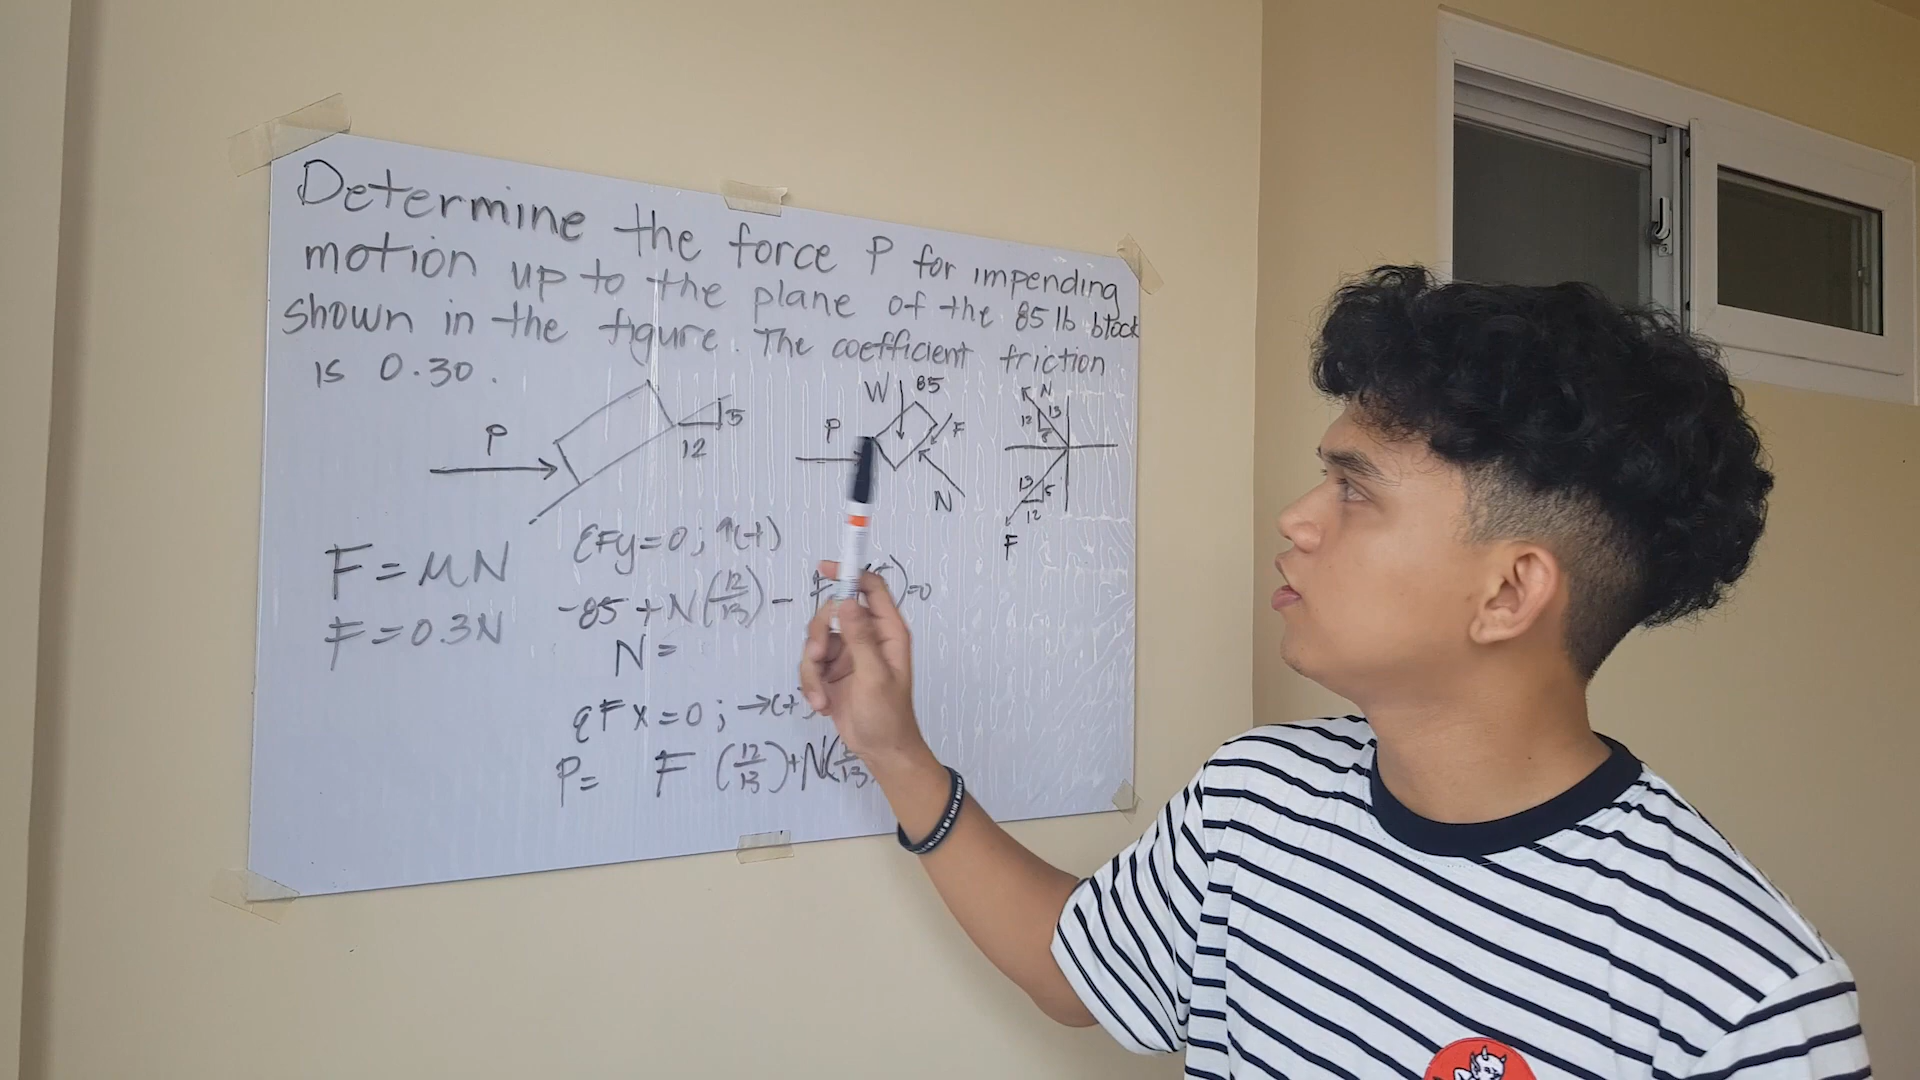 Determine the force P for impending
motion up to the plane of the 85 lb block
shown in the figure. The coefficient friction
is 0.30.
P
5
12
W 85
P
F
N
N
12 13
5
13 5
12
F
F = μN
F = 0.3N
ΣFy = 0; ↑(+)
-85 + N(12/13) - F )=0
N =
ΣFx = 0; →(+)
P = F (12/13) + N( /13